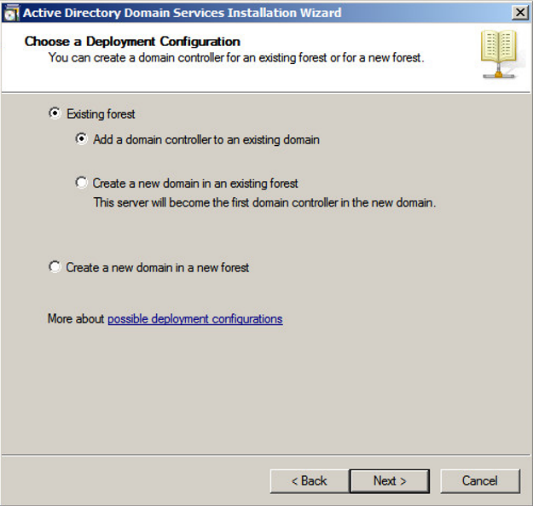 Active Directory Domain Services Installation Wizard
Choose a Deployment Configuration
You can create a domain controller for an existing forest or for a new forest.
Existing forest
Add a domain controller to an existing domain
Create a new domain in an existing forest
This server will become the first domain controller in the new domain.
Create a new domain in a new forest
More about possible deployment configurations
< Back Next > Cancel